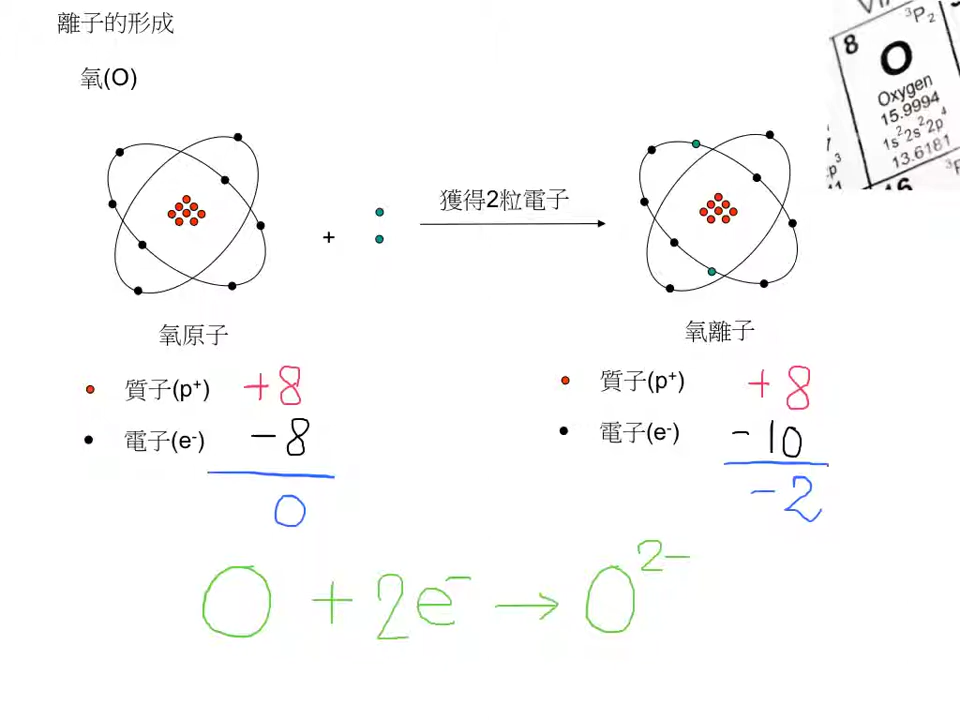 離子的形成
氧(O)
³P₂
8
O
Oxygen
15.9994
1s²2s²2p⁴
13.6181
16
獲得2粒電子
+
氧原子
氧離子
質子(p⁺) +8
電子(e⁻) -8
0
質子(p⁺) +8
電子(e⁻) -10
-2
O + 2e⁻ → O²⁻